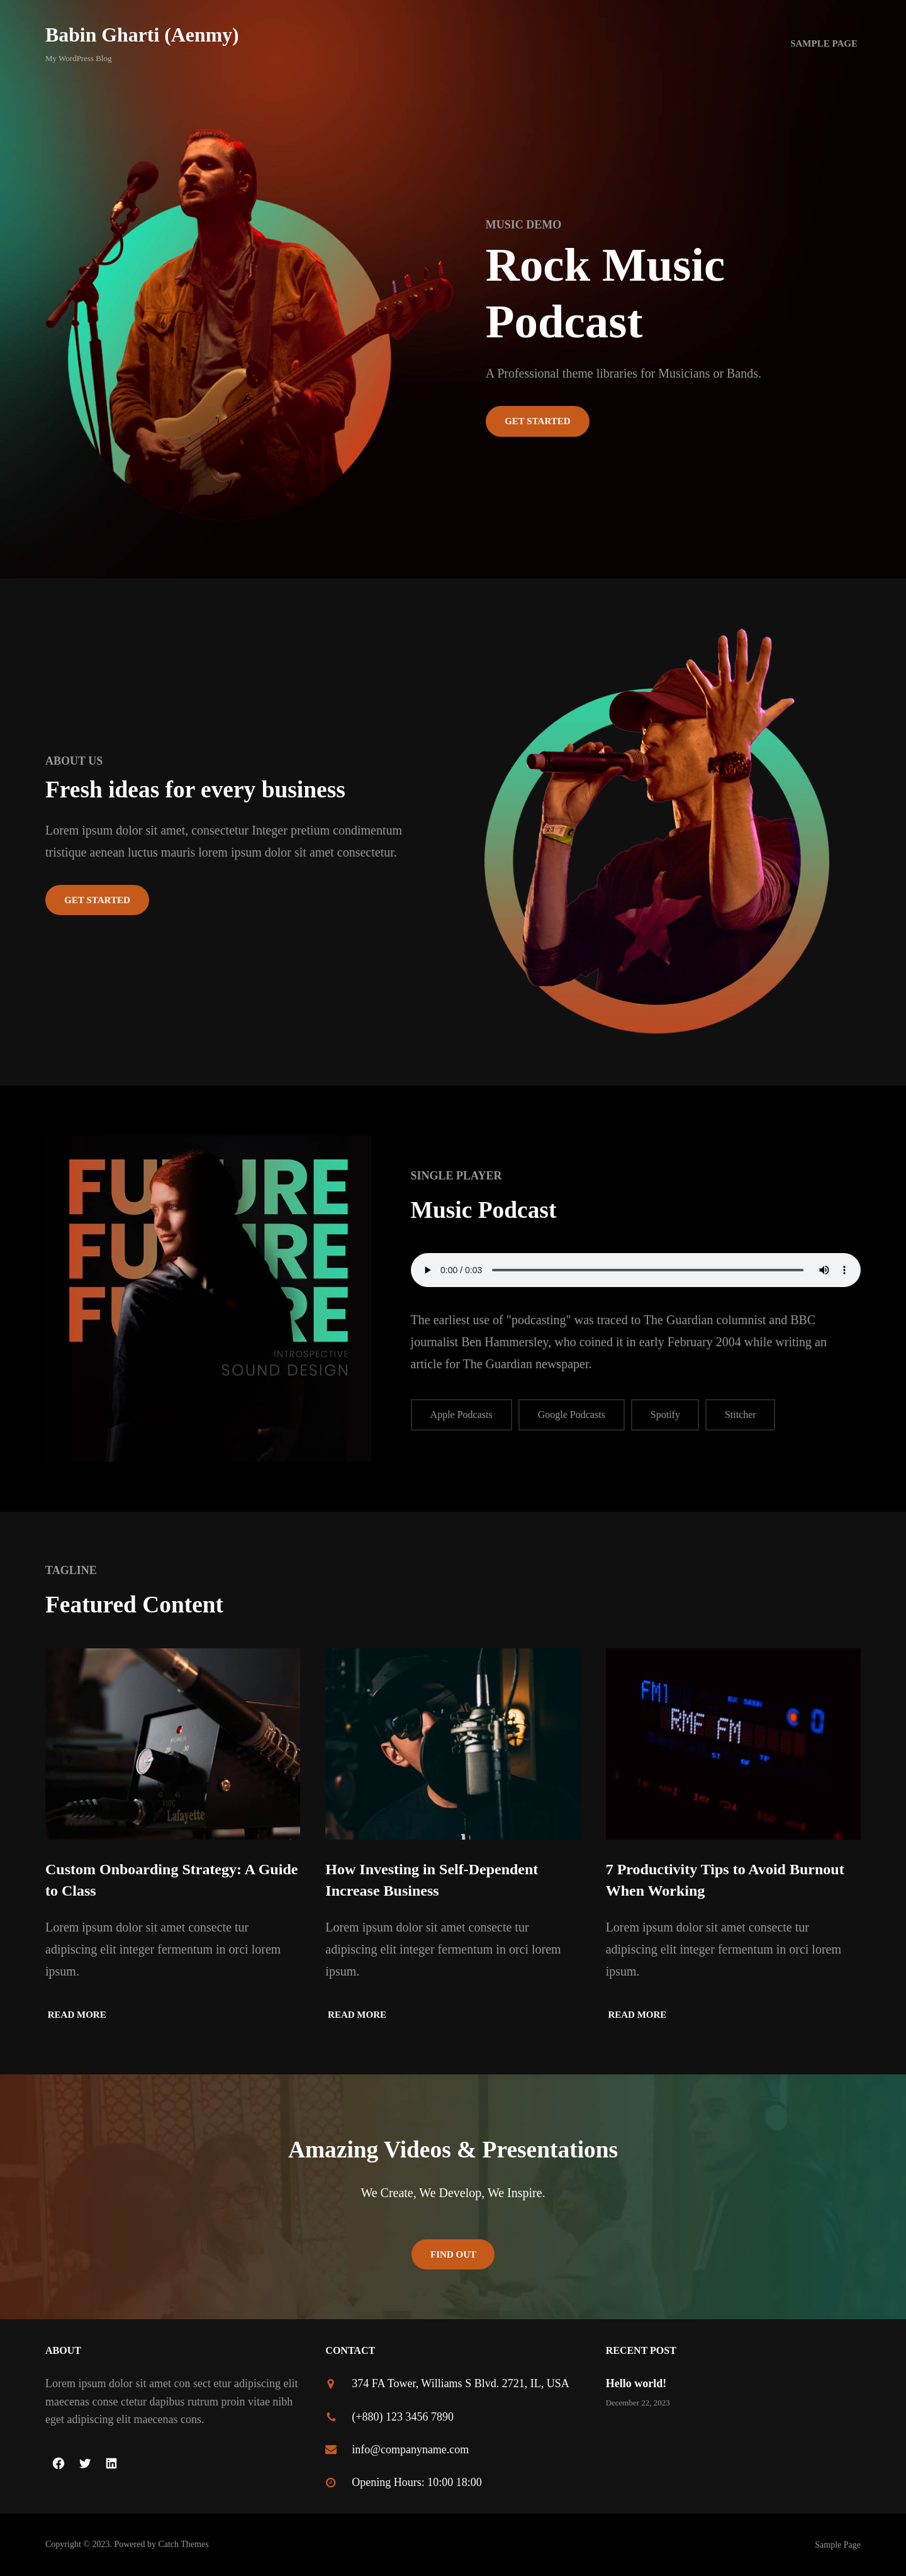 Babin Gharti (Aenmy)
My WordPress Blog
SAMPLE PAGE
MUSIC DEMO
Rock Music
Podcast
A Professional theme libraries for Musicians or Bands.
GET STARTED
ABOUT US
Fresh ideas for every business
Lorem ipsum dolor sit amet, consectetur Integer pretium condimentum
tristique aenean luctus mauris lorem ipsum dolor sit amet consectetur.
GET STARTED
FUTURE
FUTURE
FUTURE
INTROSPECTIVE
SOUND DESIGN
SINGLE PLAYER
Music Podcast
0:00 / 0:03
The earliest use of "podcasting" was traced to The Guardian columnist and BBC
journalist Ben Hammersley, who coined it in early February 2004 while writing an
article for The Guardian newspaper.
Apple Podcasts
Google Podcasts
Spotify
Stitcher
TAGLINE
Featured Content
Lafayette
FM1
RMF FM
ST
Custom Onboarding Strategy: A Guide
to Class
Lorem ipsum dolor sit amet consecte tur
adipiscing elit integer fermentum in orci lorem
ipsum.
READ MORE
How Investing in Self-Dependent
Increase Business
Lorem ipsum dolor sit amet consecte tur
adipiscing elit integer fermentum in orci lorem
ipsum.
READ MORE
7 Productivity Tips to Avoid Burnout
When Working
Lorem ipsum dolor sit amet consecte tur
adipiscing elit integer fermentum in orci lorem
ipsum.
READ MORE
Amazing Videos & Presentations
We Create, We Develop, We Inspire.
FIND OUT
ABOUT
Lorem ipsum dolor sit amet con sect etur adipiscing elit
maecenas conse ctetur dapibus rutrum proin vitae nibh
eget adipiscing elit maecenas cons.
CONTACT
374 FA Tower, Williams S Blvd. 2721, IL, USA
(+880) 123 3456 7890
info@companyname.com
Opening Hours: 10:00 18:00
RECENT POST
Hello world!
December 22, 2023
Copyright © 2023. Powered by Catch Themes
Sample Page